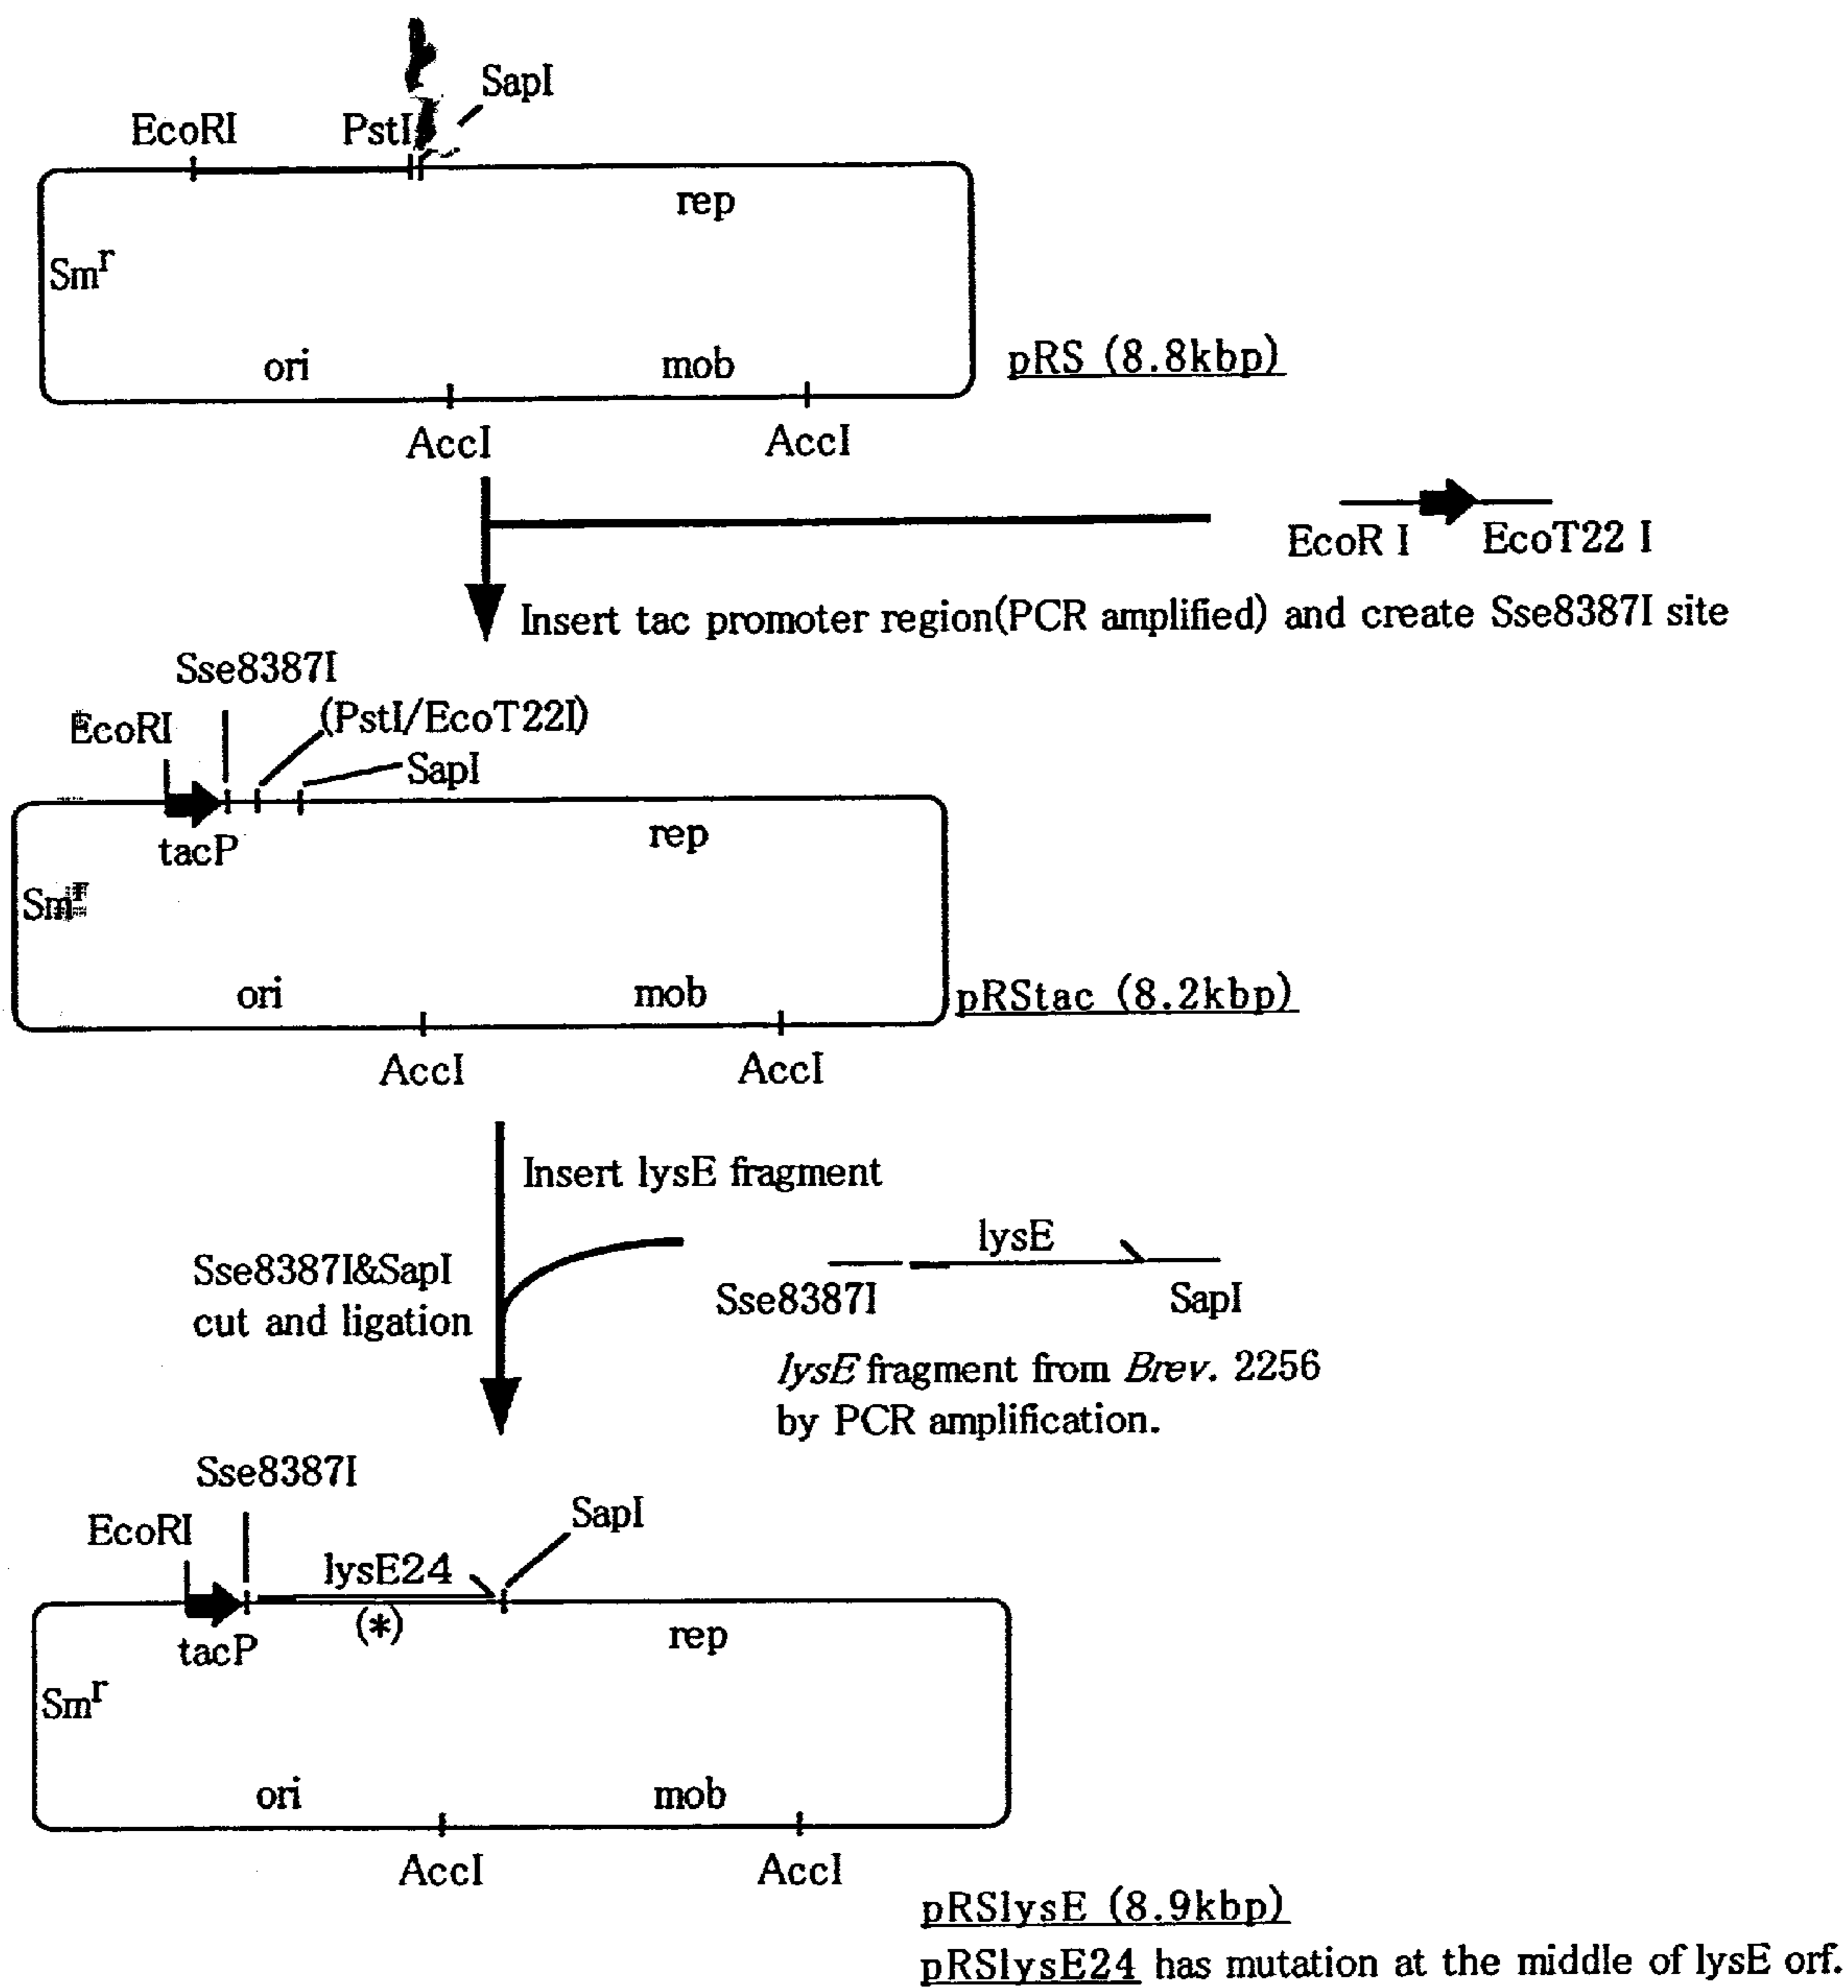 SapI
EcoRI PstI
rep
Smr
ori mob
pRS (8.8kbp)
AccI AccI
EcoR I EcoT22 I
Insert tac promoter region(PCR amplified) and create Sse8387I site
Sse8387I
(PstI/EcoT22I)
EcoRI
SapI
tacP
rep
Smr
ori mob
pRStac (8.2kbp)
AccI AccI
Insert lysE fragment
lysE
Sse8387I&SapI
cut and ligation
Sse8387I SapI
lysE fragment from Brev. 2256
by PCR amplification.
Sse8387I
SapI
EcoRI
lysE24
(*)
tacP
rep
Smr
ori mob
AccI AccI
pRSlysE (8.9kbp)
pRSlysE24 has mutation at the middle of lysE orf.